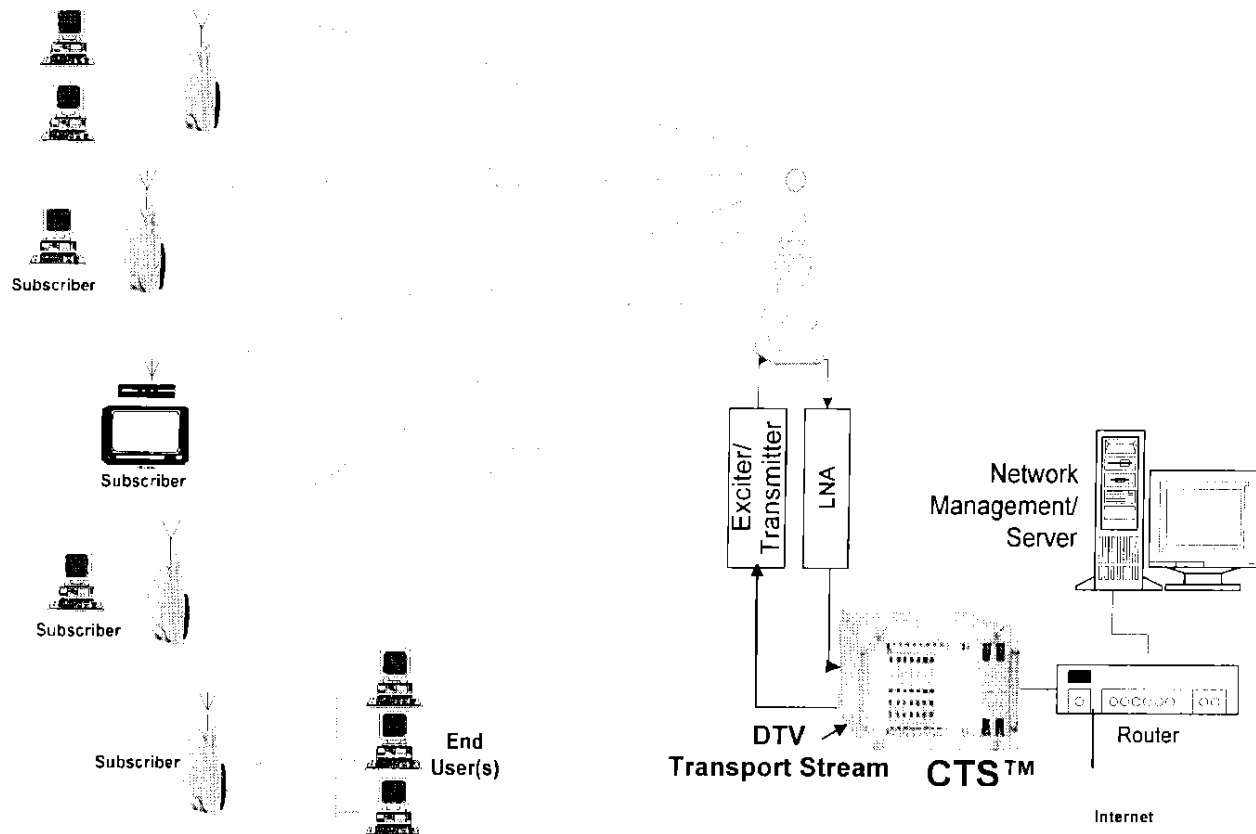 Subscriber
Subscriber
Subscriber
Subscriber
End
User(s)
Exciter/
Transmitter
LNA
Network
Management/
Server
DTV
Transport Stream
CTS™
Router
Internet